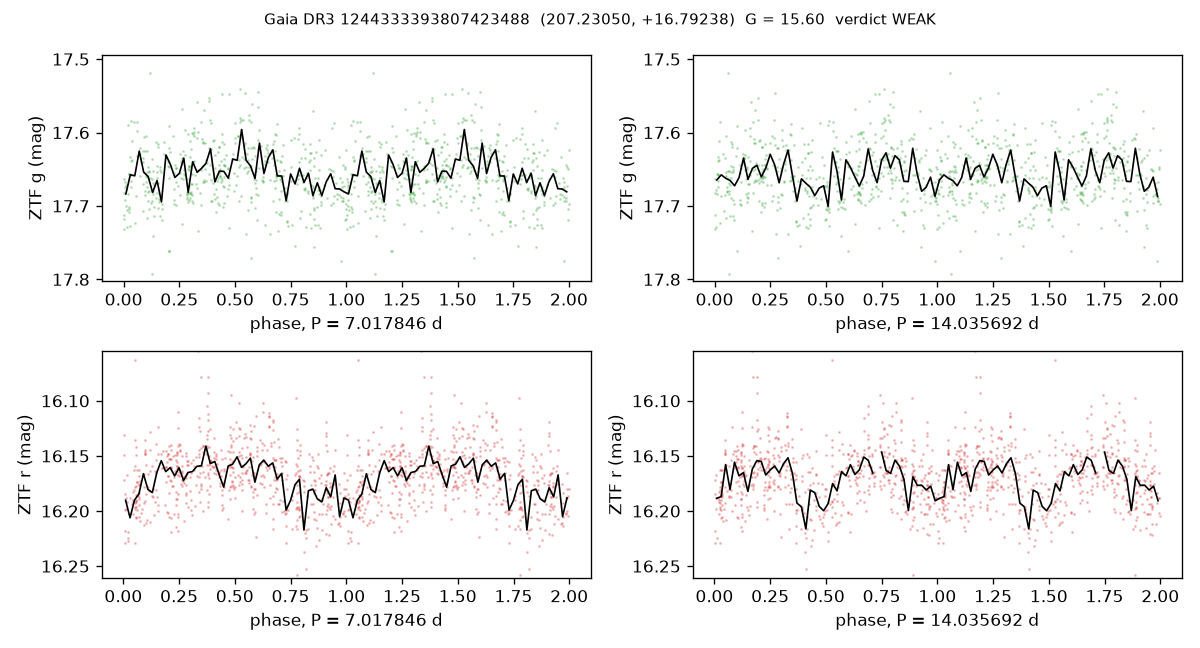 Gaia DR3 1244333393807423488  (207.23050, +16.79238)  G = 15.60  verdict WEAK
17.5
17.6
17.7
17.8
ZTF g (mag)
0.00 0.25 0.50 0.75 1.00 1.25 1.50 1.75 2.00
phase, P = 7.017846 d
17.5
17.6
17.7
17.8
ZTF g (mag)
0.00 0.25 0.50 0.75 1.00 1.25 1.50 1.75 2.00
phase, P = 14.035692 d
16.10
16.15
16.20
16.25
ZTF r (mag)
0.00 0.25 0.50 0.75 1.00 1.25 1.50 1.75 2.00
phase, P = 7.017846 d
16.10
16.15
16.20
16.25
ZTF r (mag)
0.00 0.25 0.50 0.75 1.00 1.25 1.50 1.75 2.00
phase, P = 14.035692 d